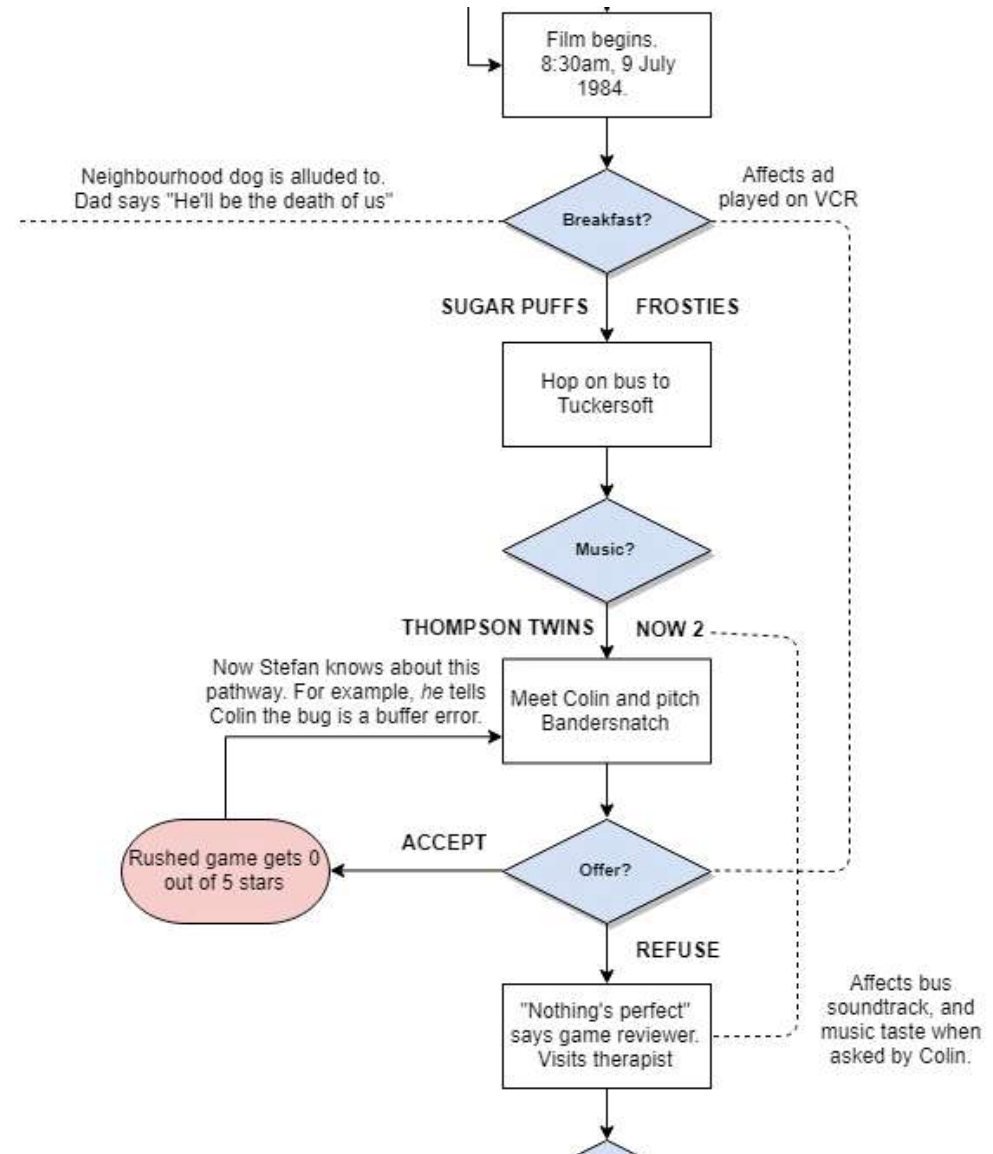 Film begins.
8:30am, 9 July
1984.
Neighbourhood dog is alluded to.
Dad says "He'll be the death of us"
Affects ad
played on VCR
Breakfast?
SUGAR PUFFS
FROSTIES
Hop on bus to
Tuckersoft
Music?
THOMPSON TWINS
NOW 2
Now Stefan knows about this
pathway. For example, he tells
Colin the bug is a buffer error.
Meet Colin and pitch
Bandersnatch
ACCEPT
Rushed game gets 0
out of 5 stars
Offer?
REFUSE
"Nothing's perfect"
says game reviewer.
Visits therapist
Affects bus
soundtrack, and
music taste when
asked by Colin.